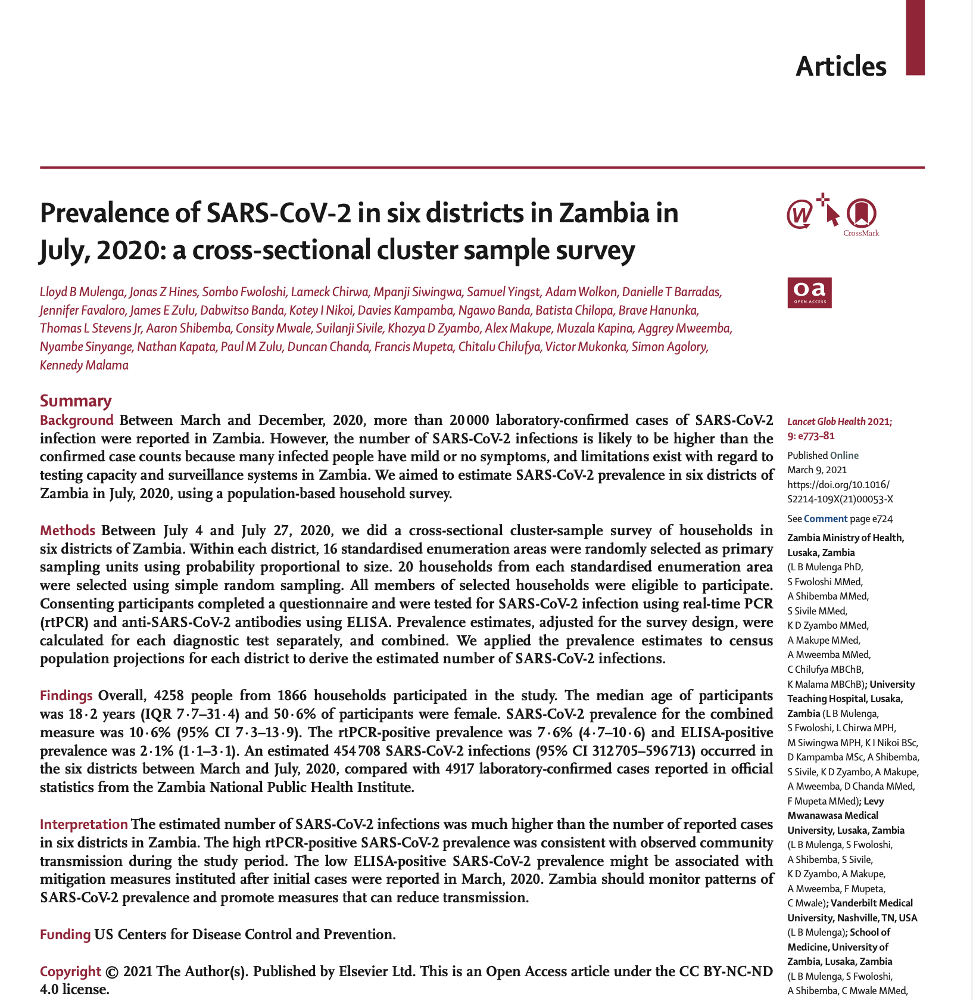 Articles
Prevalence of SARS-CoV-2 in six districts in Zambia in
July, 2020: a cross-sectional cluster sample survey
W
CrossMark
oa
OPEN ACCESS
Lloyd B Mulenga, Jonas Z Hines, Sombo Fwoloshi, Lameck Chirwa, Mpanji Siwingwa, Samuel Yingst, Adam Wolkon, Danielle T Barradas,
Jennifer Favaloro, James E Zulu, Dabwitso Banda, Kotey I Nikoi, Davies Kampamba, Ngawo Banda, Batista Chilopa, Brave Hanunka,
Thomas L Stevens Jr, Aaron Shibemba, Consity Mwale, Suilanji Sivile, Khozya D Zyambo, Alex Makupe, Muzala Kapina, Aggrey Mweemba,
Nyambe Sinyange, Nathan Kapata, Paul M Zulu, Duncan Chanda, Francis Mupeta, Chitalu Chilufya, Victor Mukonka, Simon Agolory,
Kennedy Malama
Summary
Background Between March and December, 2020, more than 20 000 laboratory-confirmed cases of SARS-CoV-2
infection were reported in Zambia. However, the number of SARS-CoV-2 infections is likely to be higher than the
confirmed case counts because many infected people have mild or no symptoms, and limitations exist with regard to
testing capacity and surveillance systems in Zambia. We aimed to estimate SARS-CoV-2 prevalence in six districts of
Zambia in July, 2020, using a population-based household survey.
Methods Between July 4 and July 27, 2020, we did a cross-sectional cluster-sample survey of households in
six districts of Zambia. Within each district, 16 standardised enumeration areas were randomly selected as primary
sampling units using probability proportional to size. 20 households from each standardised enumeration area
were selected using simple random sampling. All members of selected households were eligible to participate.
Consenting participants completed a questionnaire and were tested for SARS-CoV-2 infection using real-time PCR
(rtPCR) and anti-SARS-CoV-2 antibodies using ELISA. Prevalence estimates, adjusted for the survey design, were
calculated for each diagnostic test separately, and combined. We applied the prevalence estimates to census
population projections for each district to derive the estimated number of SARS-CoV-2 infections.
Findings Overall, 4258 people from 1866 households participated in the study. The median age of participants
was 18·2 years (IQR 7·7–31·4) and 50·6% of participants were female. SARS-CoV-2 prevalence for the combined
measure was 10·6% (95% CI 7·3–13·9). The rtPCR-positive prevalence was 7·6% (4·7–10·6) and ELISA-positive
prevalence was 2·1% (1·1–3·1). An estimated 454 708 SARS-CoV-2 infections (95% CI 312 705–596 713) occurred in
the six districts between March and July, 2020, compared with 4917 laboratory-confirmed cases reported in official
statistics from the Zambia National Public Health Institute.
Interpretation The estimated number of SARS-CoV-2 infections was much higher than the number of reported cases
in six districts in Zambia. The high rtPCR-positive SARS-CoV-2 prevalence was consistent with observed community
transmission during the study period. The low ELISA-positive SARS-CoV-2 prevalence might be associated with
mitigation measures instituted after initial cases were reported in March, 2020. Zambia should monitor patterns of
SARS-CoV-2 prevalence and promote measures that can reduce transmission.
Funding US Centers for Disease Control and Prevention.
Copyright © 2021 The Author(s). Published by Elsevier Ltd. This is an Open Access article under the CC BY-NC-ND
4.0 license.
Lancet Glob Health 2021;
9: e773–81
Published Online
March 9, 2021
https://doi.org/10.1016/
S2214-109X(21)00053-X
See Comment page e724
Zambia Ministry of Health,
Lusaka, Zambia
(L B Mulenga PhD,
S Fwoloshi MMed,
A Shibemba MMed,
S Sivile MMed,
K D Zyambo MMed,
A Makupe MMed,
A Mweemba MMed,
C Chilufya MBChB,
K Malama MBChB); University
Teaching Hospital, Lusaka,
Zambia (L B Mulenga,
S Fwoloshi, L Chirwa MPH,
M Siwingwa MPH, K I Nikoi BSc,
D Kampamba MSc, A Shibemba,
S Sivile, K D Zyambo, A Makupe,
A Mweemba, D Chanda MMed,
F Mupeta MMed); Levy
Mwanawasa Medical
University, Lusaka, Zambia
(L B Mulenga, S Fwoloshi,
A Shibemba, S Sivile,
K D Zyambo, A Makupe,
A Mweemba, F Mupeta,
C Mwale); Vanderbilt Medical
University, Nashville, TN, USA
(L B Mulenga); School of
Medicine, University of
Zambia, Lusaka, Zambia
(L B Mulenga, S Fwoloshi,
A Shibemba, C Mwale MMed,